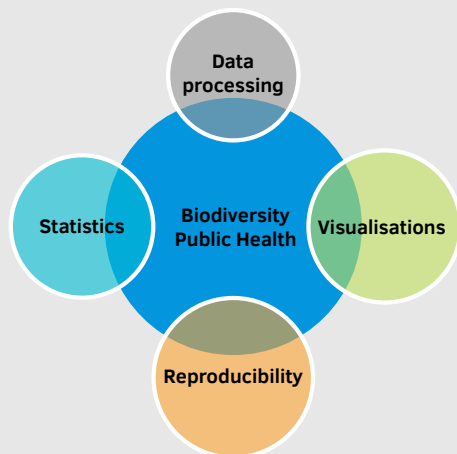 Data
processing
Statistics
Biodiversity
Public Health
Visualisations
Reproducibility